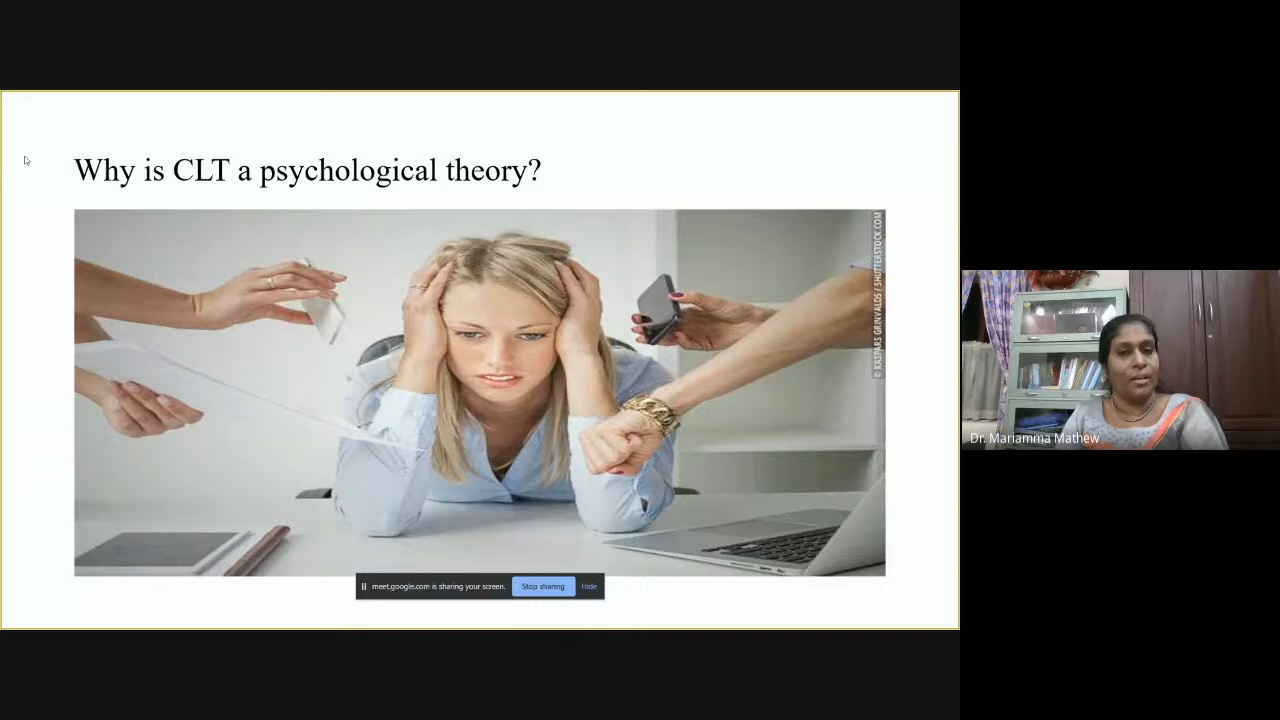 Why is CLT a psychological theory?
© KASPARS GRINVALDS / SHUTTERSTOCK.COM
meet.google.com is sharing your screen. Stop sharing Hide
Dr. Mariamma Mathew